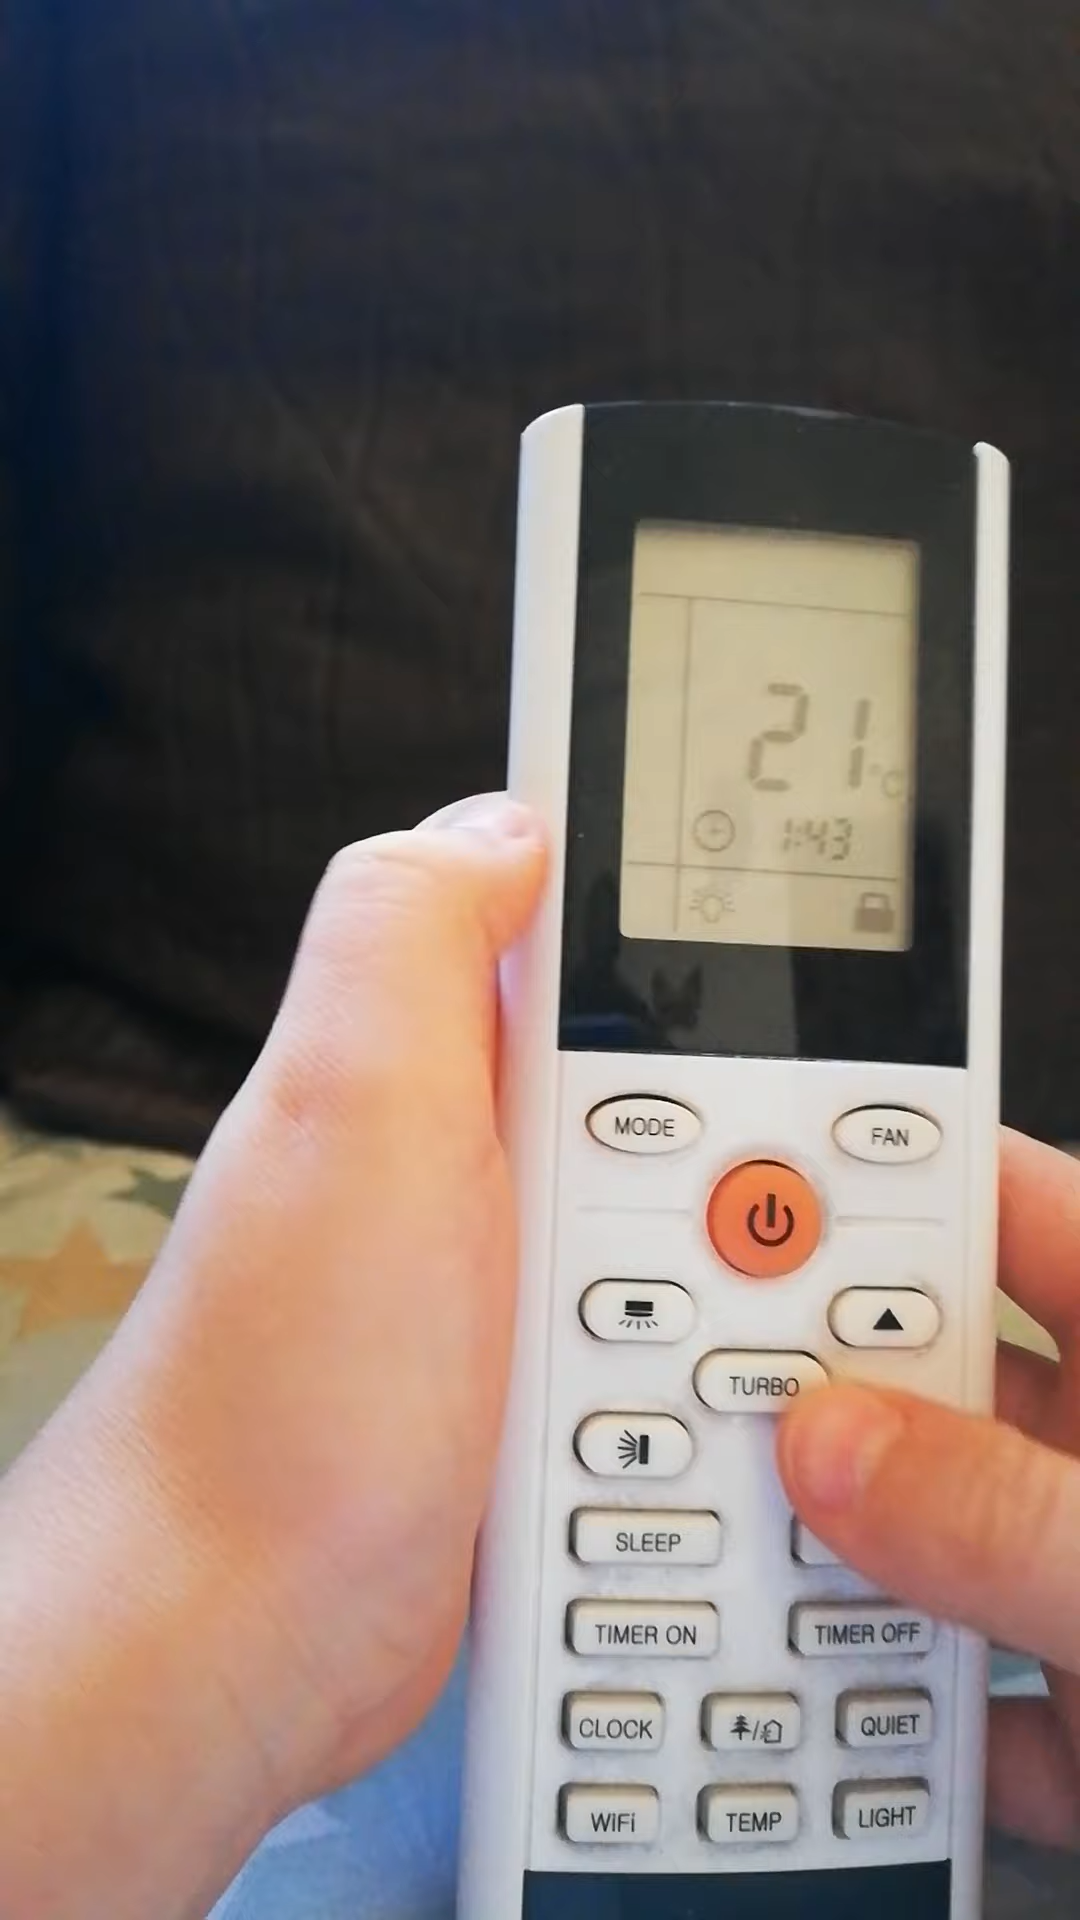 21°C
1:43
MODE
FAN
TURBO
SLEEP
TIMER ON
TIMER OFF
CLOCK
QUIET
WiFi
TEMP
LIGHT